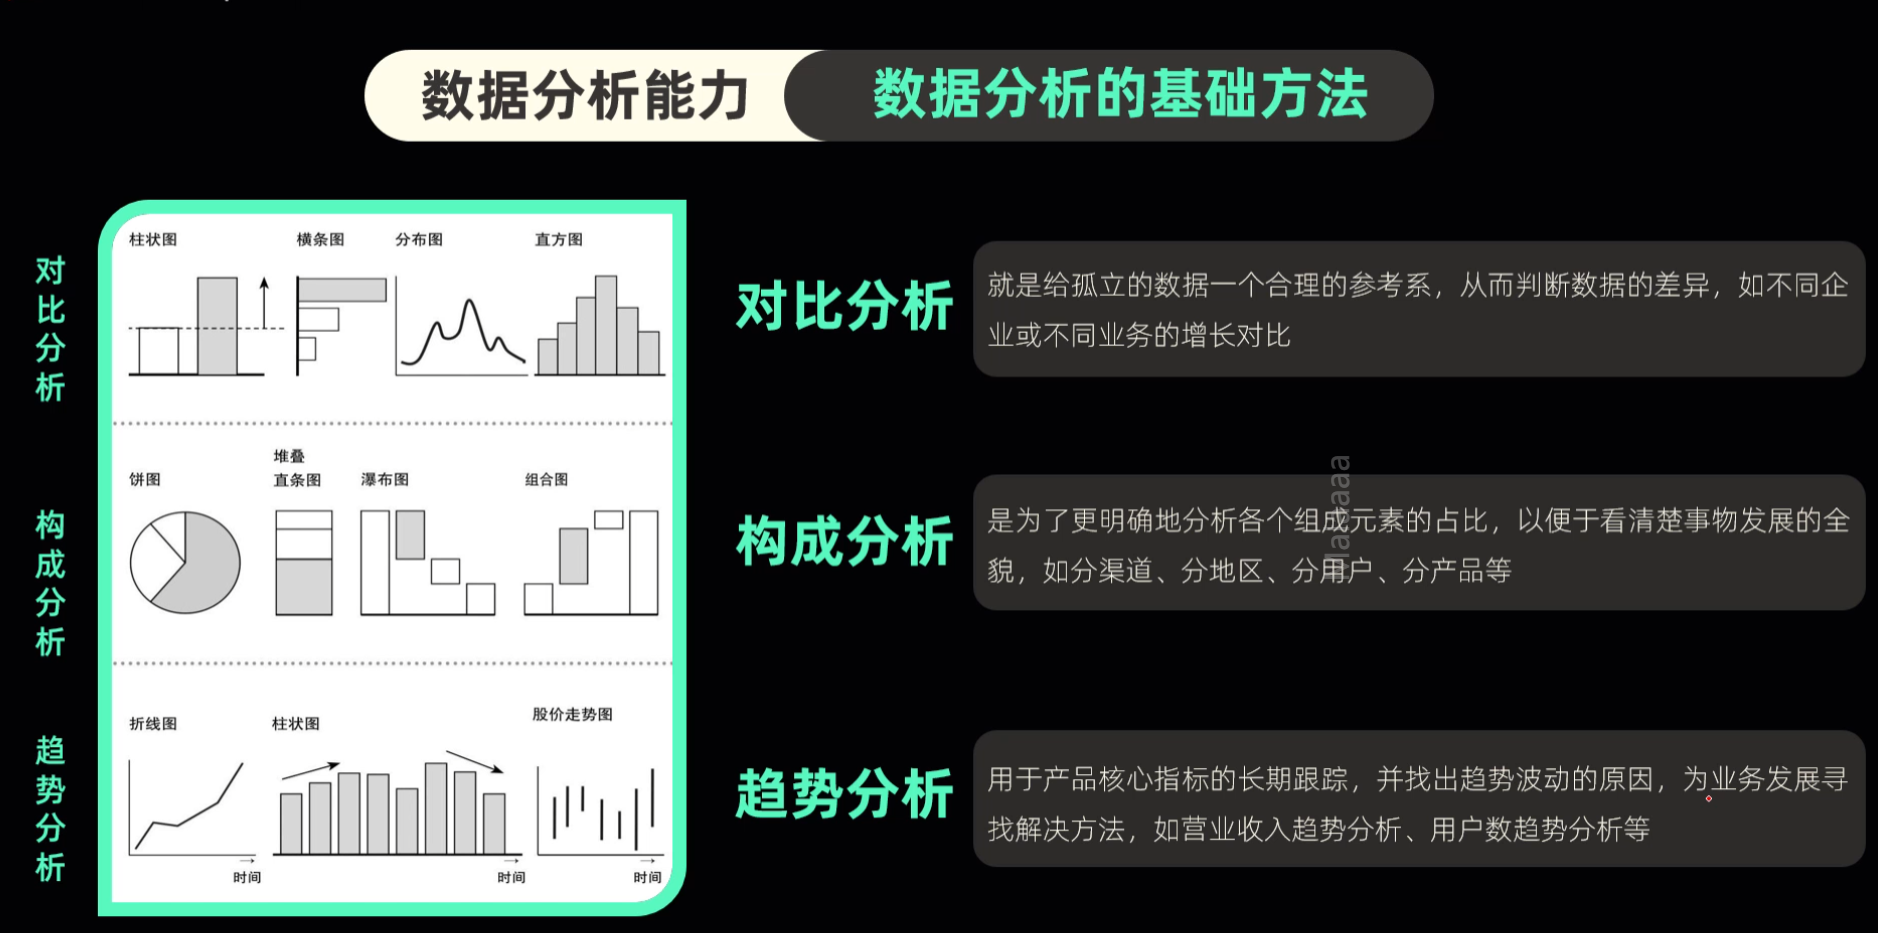 数据分析能力
数据分析的基础方法
对比分析
柱状图
横条图
分布图
直方图
对比分析
就是给孤立的数据一个合理的参考系，从而判断数据的差异，如不同企
业或不同业务的增长对比
构成分析
饼图
堆叠
直条图
瀑布图
组合图
构成分析
是为了更明确地分析各个组成元素的占比，以便于看清楚事物发展的全
貌，如分渠道、分地区、分用户、分产品等
趋势分析
折线图
时间
柱状图
时间
股价走势图
时间
趋势分析
用于产品核心指标的长期跟踪，并找出趋势波动的原因，为业务发展寻
找解决方法，如营业收入趋势分析、用户数趋势分析等